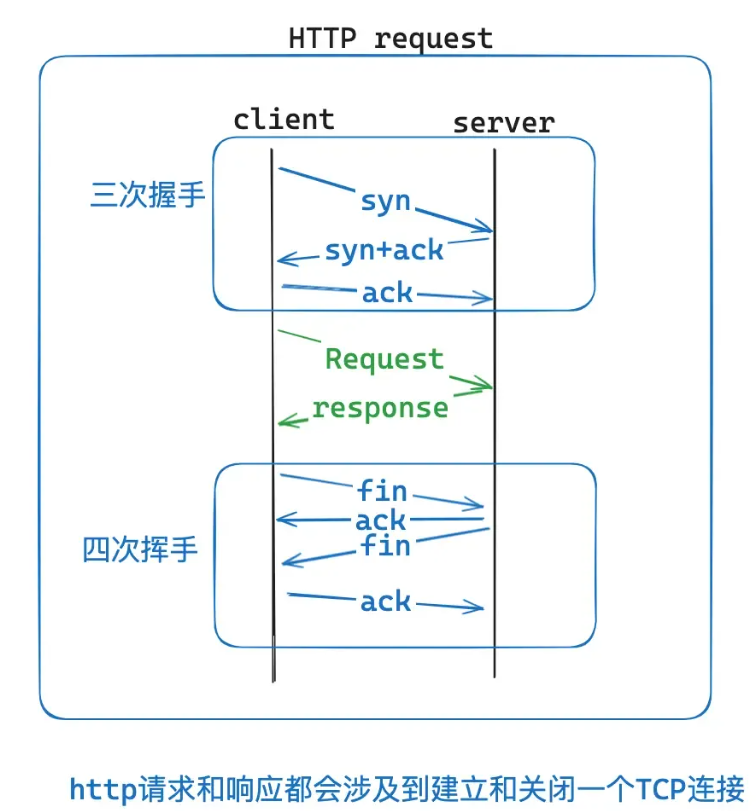 HTTP request
client
server
三次握手
syn
syn+ack
ack
Request
response
四次挥手
fin
ack
fin
ack
http请求和响应都会涉及到建立和关闭一个TCP连接